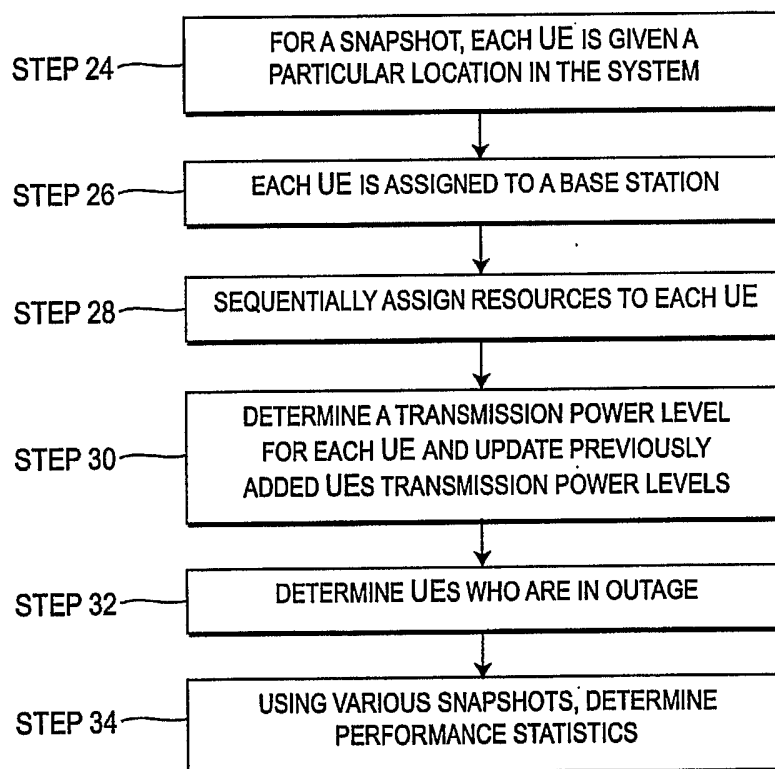 STEP 24
FOR A SNAPSHOT, EACH UE IS GIVEN A
PARTICULAR LOCATION IN THE SYSTEM
STEP 26
EACH UE IS ASSIGNED TO A BASE STATION
STEP 28
SEQUENTIALLY ASSIGN RESOURCES TO EACH UE
STEP 30
DETERMINE A TRANSMISSION POWER LEVEL
FOR EACH UE AND UPDATE PREVIOUSLY
ADDED UES TRANSMISSION POWER LEVELS.
STEP 32
DETERMINE UES WHO ARE IN OUTAGE
STEP 34
USING VARIOUS SNAPSHOTS, DETERMINE
PERFORMANCE STATISTICS